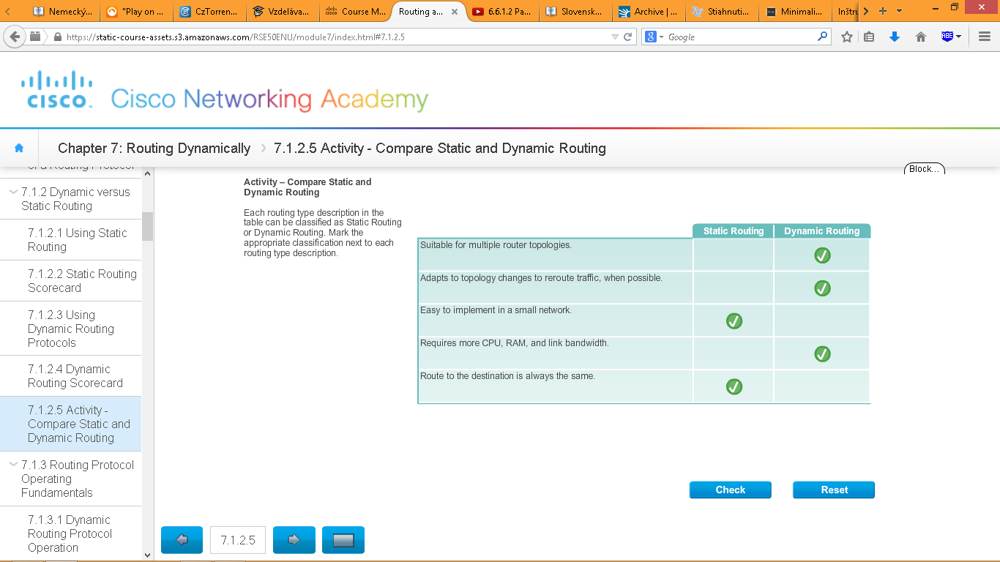 Nemecký...
"Play on ...
CzTorren...
Vzdeláva...
Course M...
Routing a...
6.6.1.2 Pa...
Slovensk...
Archive | ...
Stiahnuti...
Minimali...
Inštru
https://static-course-assets.s3.amazonaws.com/RSE50ENU/module7/index.html#7.1.2.5
8
Google
ABE
CISCO™ Cisco Networking Academy
Chapter 7: Routing Dynamically
7.1.2.5 Activity - Compare Static and Dynamic Routing
Block...
of a Routing Protocol
7.1.2 Dynamic versus
Static Routing
7.1.2.1 Using Static
Routing
7.1.2.2 Static Routing
Scorecard
7.1.2.3 Using
Dynamic Routing
Protocols
7.1.2.4 Dynamic
Routing Scorecard
7.1.2.5 Activity -
Compare Static and
Dynamic Routing
7.1.3 Routing Protocol
Operating
Fundamentals
7.1.3.1 Dynamic
Routing Protocol
Operation
Activity – Compare Static and
Dynamic Routing
Each routing type description in the
table can be classified as Static Routing
or Dynamic Routing. Mark the
appropriate classification next to each
routing type description.
Static Routing
Dynamic Routing
Suitable for multiple router topologies.
Adapts to topology changes to reroute traffic, when possible.
Easy to implement in a small network.
Requires more CPU, RAM, and link bandwidth.
Route to the destination is always the same.
Check
Reset
7.1.2.5